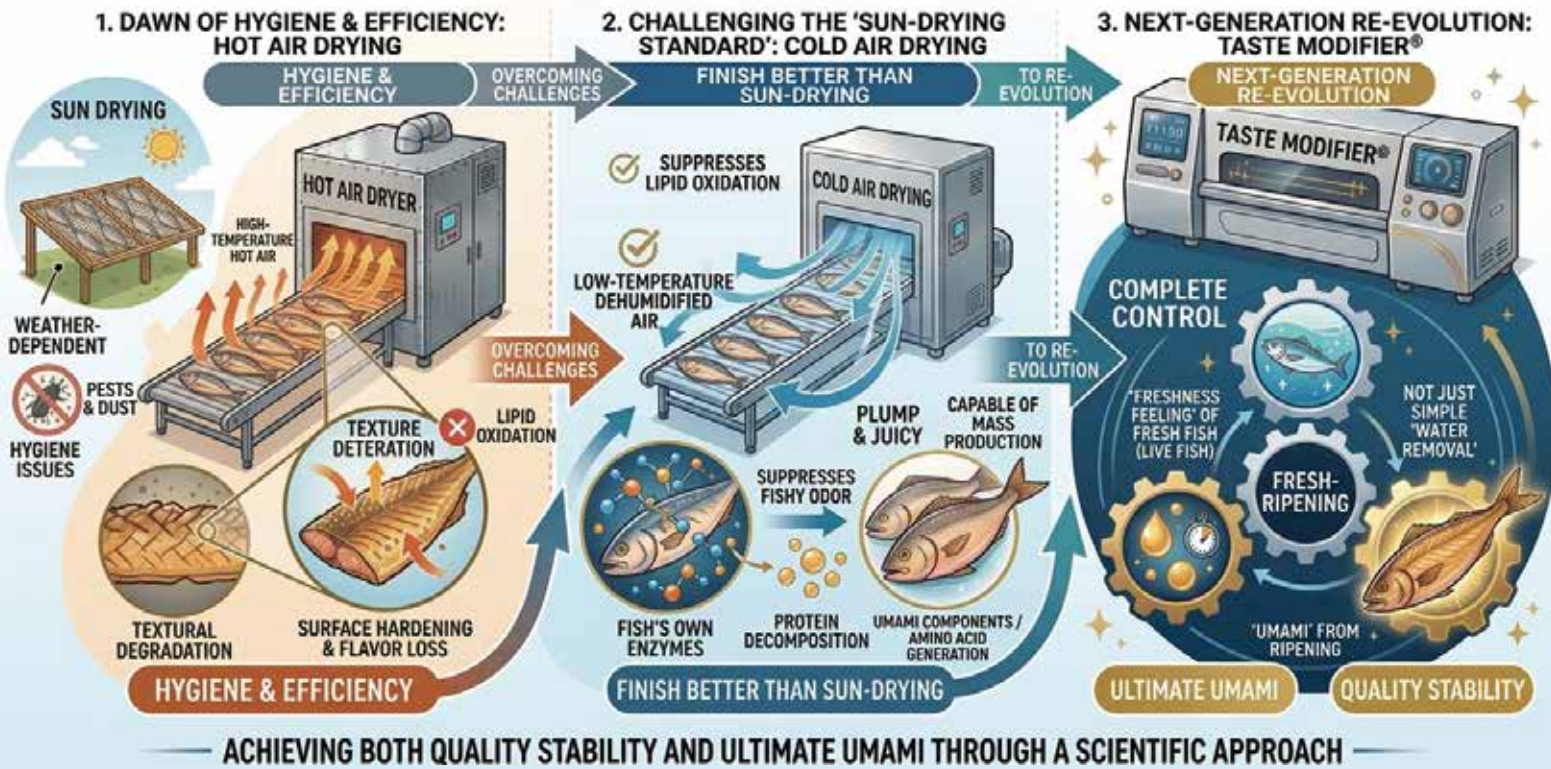 1. DAWN OF HYGIENE & EFFICIENCY:
HOT AIR DRYING
HYGIENE &
EFFICIENCY
OVERCOMING
CHALLENGES
SUN DRYING
WEATHER-
DEPENDENT
PESTS
& DUST
HYGIENE
ISSUES
HOT AIR DRYER
HIGH-
TEMPERATURE
HOT AIR
OVERCOMING
CHALLENGES
TEXTURE
DETERATION
LIPID
OXIDATION
TEXTURAL
DEGRADATION
SURFACE HARDENING
& FLAVOR LOSS
HYGIENE & EFFICIENCY
2. CHALLENGING THE 'SUN-DRYING
STANDARD': COLD AIR DRYING
FINISH BETTER THAN
SUN-DRYING
TO RE-
EVOLUTION
SUPPRESSES
LIPID OXIDATION
COLD AIR DRYING
LOW-TEMPERATURE
DEHUMIDIFIED
AIR
TO RE-
EVOLUTION
PLUMP
& JUICY
CAPABLE OF
MASS
PRODUCTION
SUPPRESSES
FISHY ODOR
FISH'S OWN
ENZYMES
PROTEIN
DECOMPOSITION
UMAMI COMPONENTS /
AMINO ACID
GENERATION
FINISH BETTER THAN SUN-DRYING
3. NEXT-GENERATION RE-EVOLUTION:
TASTE MODIFIER®
NEXT-GENERATION
RE-EVOLUTION
TASTE MODIFIER®
COMPLETE
CONTROL
'FRESHNESS
FEELING' OF
FRESH FISH
(LIVE FISH)
NOT JUST
SIMPLE
'WATER
REMOVAL'
FRESH-
RIPENING
'UMAMI' FROM
RIPENING
ULTIMATE UMAMI
QUALITY STABILITY
ACHIEVING BOTH QUALITY STABILITY AND ULTIMATE UMAMI THROUGH A SCIENTIFIC APPROACH